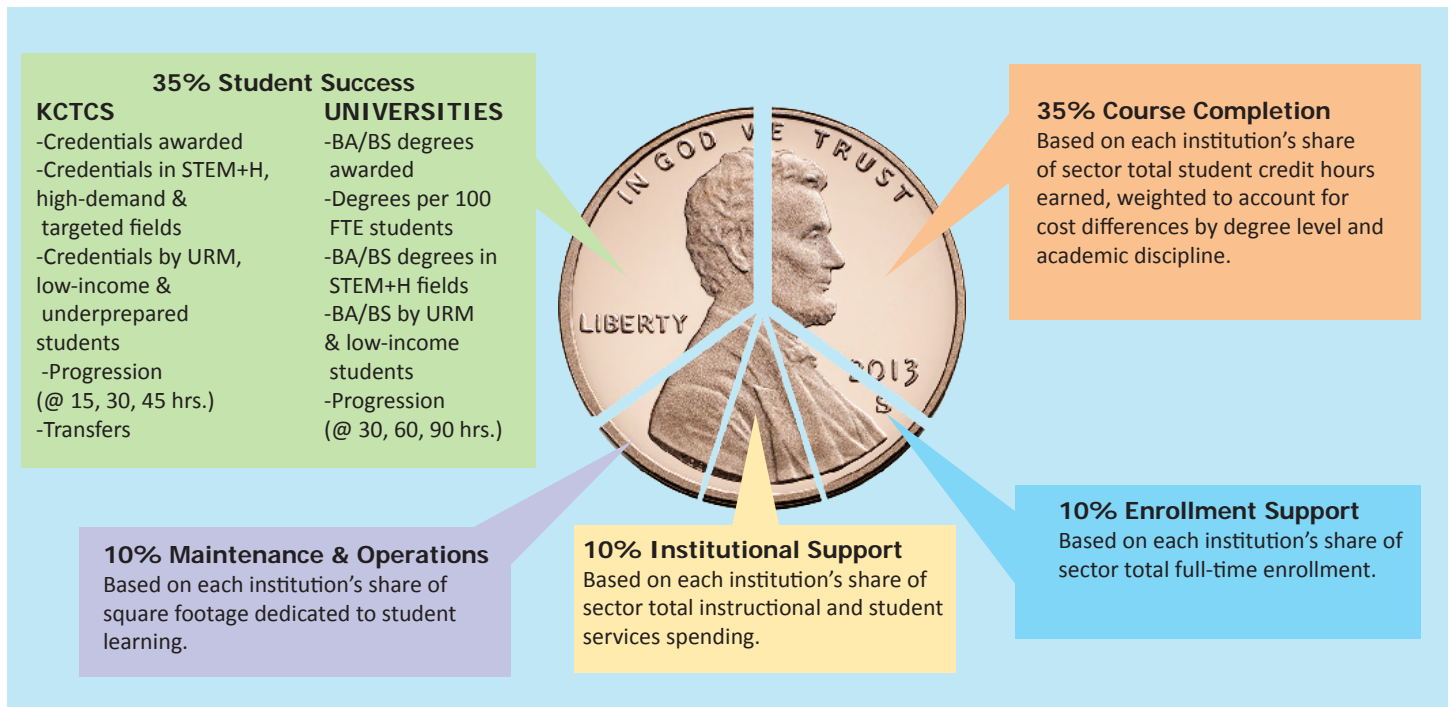 35% Student Success
KCTCS
-Credentials awarded
-Credentials in STEM+H,
high-demand &
targeted fields
-Credentials by URM,
low-income &
underprepared
students
-Progression
(@ 15, 30, 45 hrs.)
-Transfers
UNIVERSITIES
-BA/BS degrees
awarded
-Degrees per 100
FTE students
-BA/BS degrees in
STEM+H fields
-BA/BS by URM
& low-income
students
-Progression
(@ 30, 60, 90 hrs.)
IN GOD WE TRUST
LIBERTY
2013
S
35% Course Completion
Based on each institution’s share
of sector total student credit hours
earned, weighted to account for
cost differences by degree level and
academic discipline.
10% Maintenance & Operations
Based on each institution’s share of
square footage dedicated to student
learning.
10% Institutional Support
Based on each institution’s share of
sector total instructional and student
services spending.
10% Enrollment Support
Based on each institution’s share of
sector total full-time enrollment.